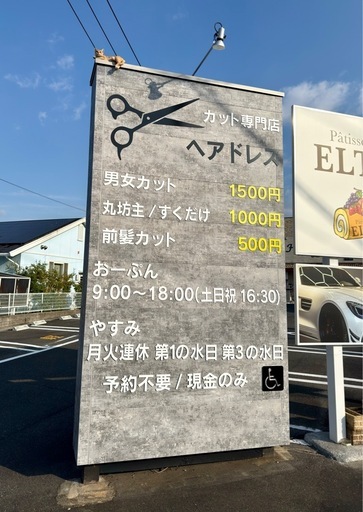 カット専門店
ヘアドレス
男女カット 1500円
丸坊主/すくだけ 1000円
前髪カット 500円
おーぷん
9:00〜18:00(土日祝 16:30)
やすみ
月火連休 第1の水日 第3の水日
予約不要/現金のみ
Pâtisse
ELT